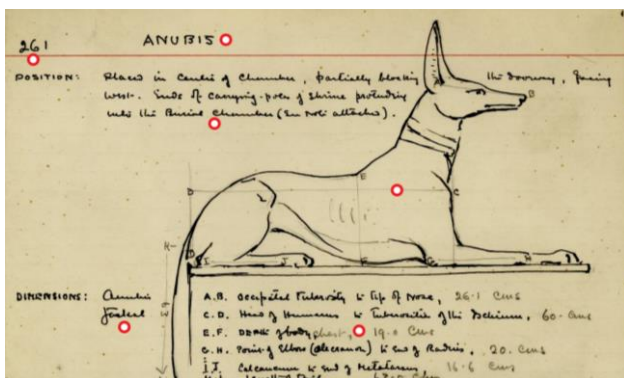 261
ANUBIS
POSITION: Placed in centre of Chamber, partially blocking the doorway, facing
west. Ends of carrying-poles of shrine protruding
into the Burial Chamber (See Note attached).
A
B
D
E
C
H
I
J
F
G
H
DIMENSIONS: Anubis
Jackal
A.B. Occipital Tuberosity to tip of Nose, 26.1 Cms
C.D. Head of Humerus to Tuberosities of the Ischium, 60. Cms
E.F. Depth of body, chest, 19.0 Cms
G.H. Point of Elbow (olecranon) to end of Radius, 20. Cms
I.J. Calcaneum to end of Metatarsus 16.6 Cms